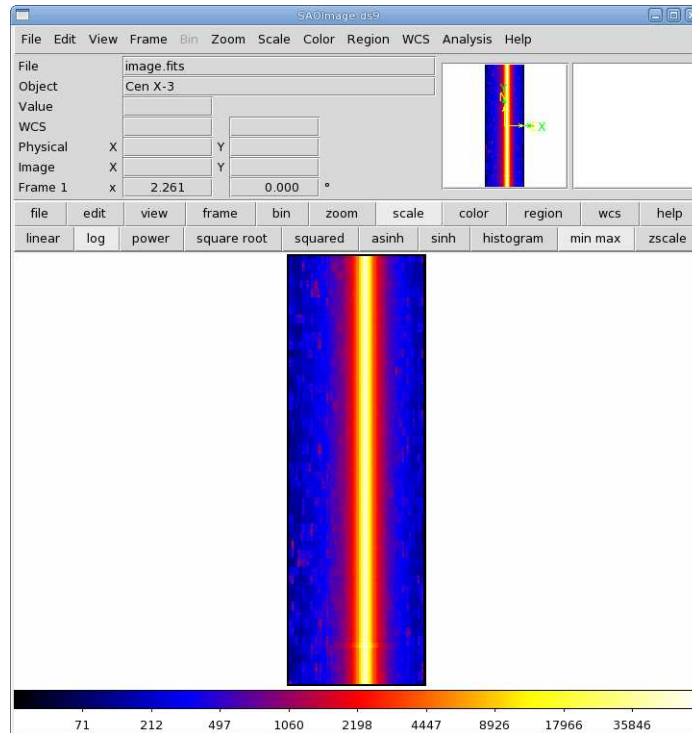 SAOImage ds9
File Edit View Frame Bin Zoom Scale Color Region WCS Analysis Help
File image.fits
Object Cen X-3
Value
WCS
Physical X Y
Image X Y
Frame 1 x 2.261 0.000 °
N X
file edit view frame bin zoom scale color region wcs help
linear log power square root squared asinh sinh histogram min max zscale
71 212 497 1060 2198 4447 8926 17966 35846